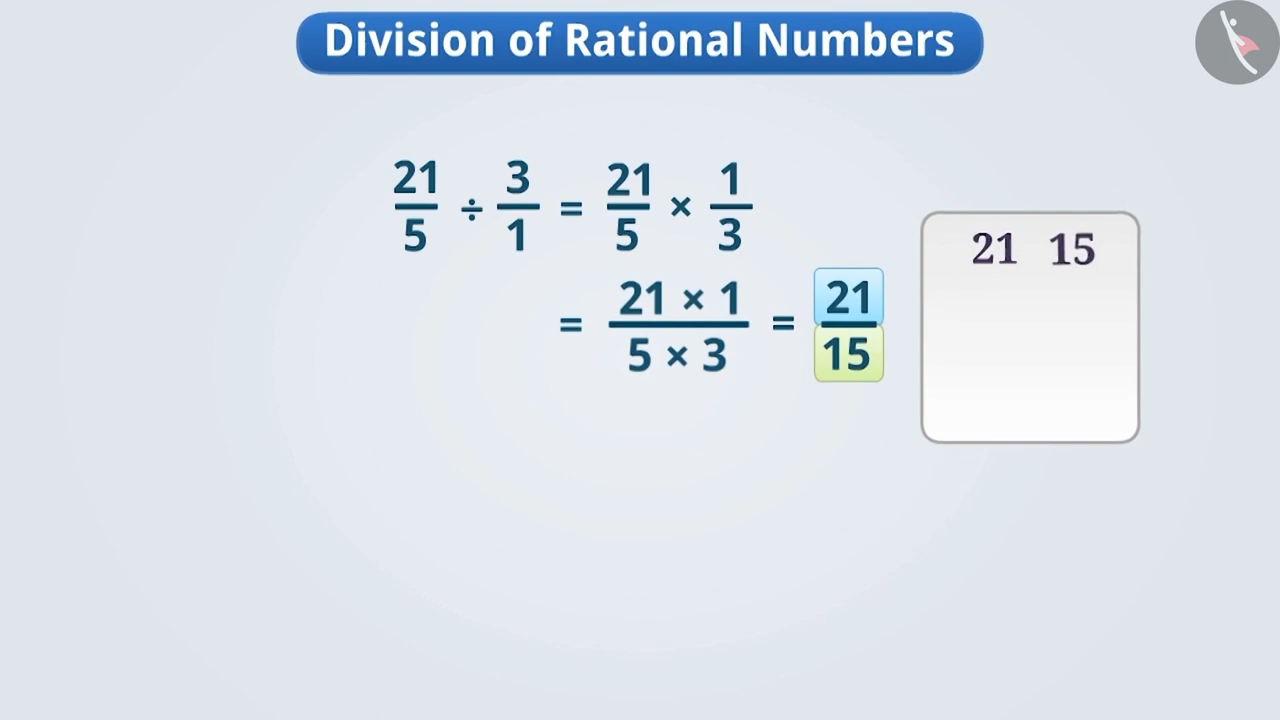 Division of Rational Numbers
21/5 ÷ 3/1 = 21/5 × 1/3
= 21 × 1/5 × 3 = 21/15
21 15